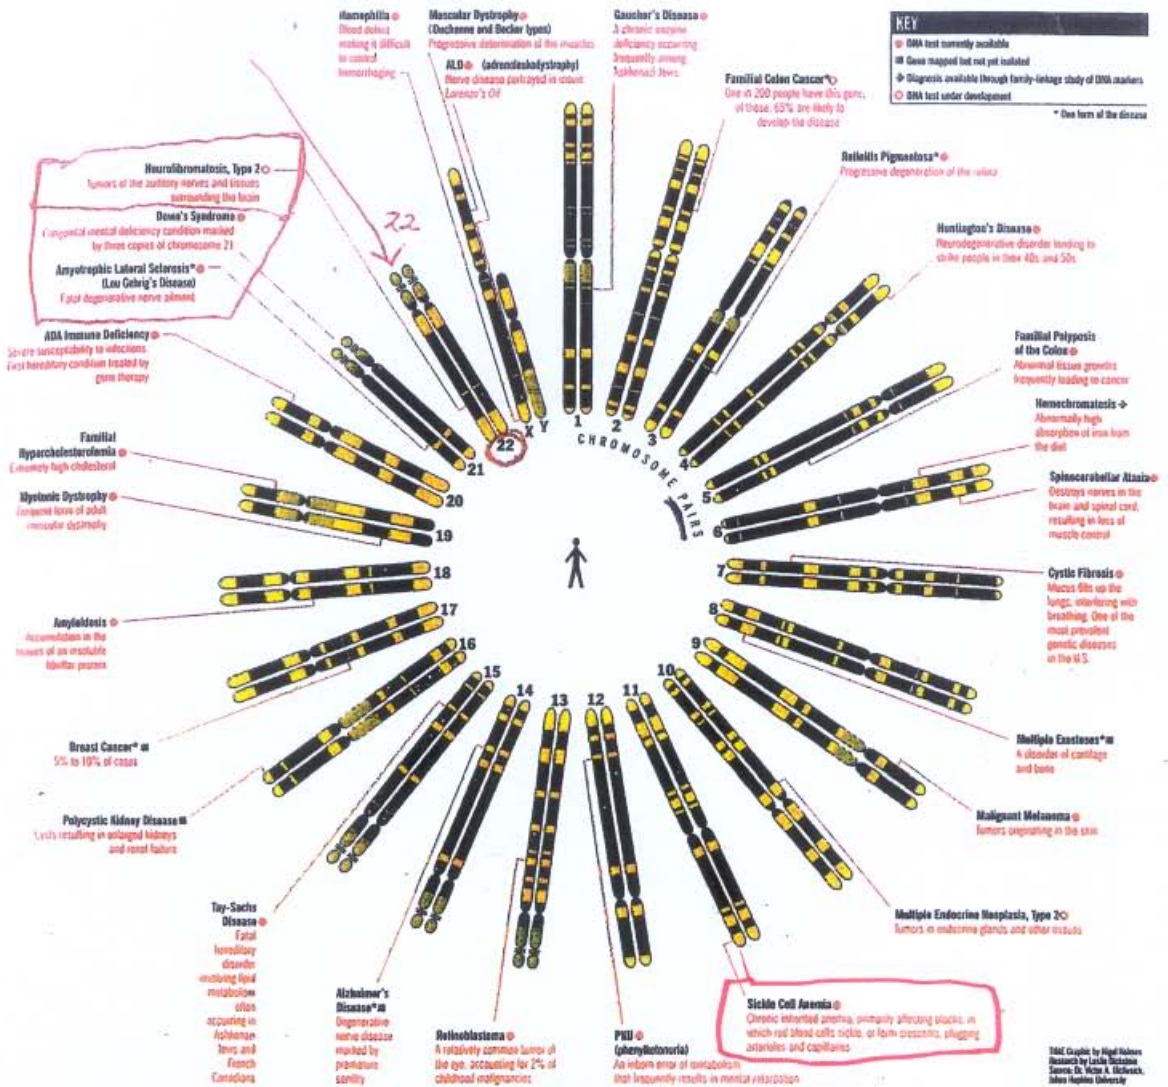 Hemophilia
Blood defect
making it difficult
to control
hemorrhaging
Muscular Dystrophy
(Duchenne and Becker types)
Progressive deterioration of the muscles
ALD (adrenoleukodystrophy)
Nerve disease portrayed in movie
Lorenzo's Oil
Gaucher's Disease
A chronic enzyme
deficiency occurring
frequently among
Ashkenazi Jews
Familial Colon Cancer*
One in 200 people have this gene,
of those, 65% are likely to
develop the disease
KEY
DNA test currently available
Gene mapped but not yet isolated
Diagnosis available through family-linkage study of DNA markers
DNA test under development
* One form of the disease
Retinitis Pigmentosa*
Progressive degeneration of the retina
Huntington's Disease
Neurodegenerative disorder tending to
strike people in their 40s and 50s
Familial Polyposis
of the Colon
Abnormal tissue growths
frequently leading to cancer
Hemochromatosis
Abnormally high
absorption of iron from
the diet
Spinocerebellar Ataxia
Destroys nerves in the
brain and spinal cord,
resulting in loss of
muscle control
Cystic Fibrosis
Mucus fills up the
lungs, interfering with
breathing. One of the
most prevalent
genetic diseases
in the U.S.
Multiple Exostoses*
A disorder of cartilage
and bone
Malignant Melanoma
Tumors originating in the skin
Multiple Endocrine Neoplasia, Type 2
Tumors in endocrine glands and other tissues
Sickle Cell Anemia
Chronic inherited anemia, primarily affecting blacks, in
which red blood cells sickle, or form crescents, plugging
arterioles and capillaries
PKU
(phenylketonuria)
An inborn error of metabolism
that frequently results in mental retardation
Retinoblastoma
A relatively common tumor of
the eye, accounting for 2% of
childhood malignancies
Alzheimer's
Disease*
Degenerative
nerve disease
marked by
premature
senility
Tay-Sachs
Disease
Fatal
hereditary
disorder
involving lipid
metabolism
often
occurring in
Ashkenazi
Jews and
French
Canadians
Polycystic Kidney Disease
Cysts resulting in enlarged kidneys
and renal failure
Breast Cancer*
5% to 10% of cases
Amyloidosis
Accumulation in the
tissues of an insoluble
fibrillar protein
Myotonic Dystrophy
Frequent form of adult
muscular dystrophy
Familial
Hypercholesterolemia
Extremely high cholesterol
ADA Immune Deficiency
Severe susceptibility to infections.
First hereditary condition treated by
gene therapy
Amyotrophic Lateral Sclerosis*
(Lou Gehrig's Disease)
Fatal degenerative nerve ailment
Down's Syndrome
Congenital mental deficiency condition marked
by three copies of chromosome 21
Neurofibromatosis, Type 2
Tumors of the auditory nerves and tissues
surrounding the brain
22
CHROMOSOME PAIRS
1
2
3
4
5
6
7
8
9
10
11
12
13
14
15
16
17
18
19
20
21
22
X
Y
TIME Graphic by Nigel Holmes
Research by Leslie Dickstein
Source: Dr. Victor A. McKusick,
Johns Hopkins University